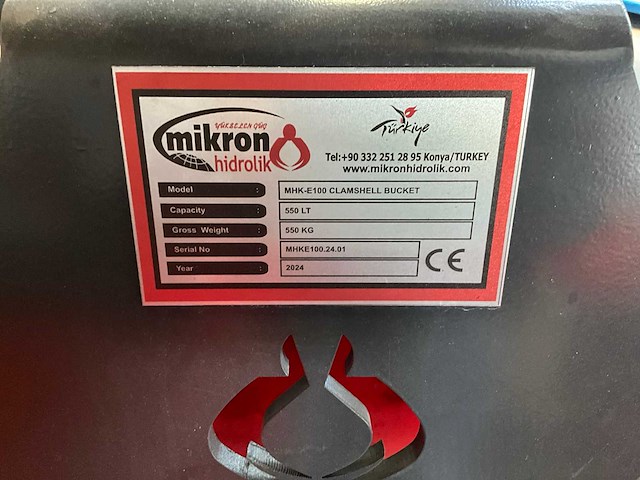 YÜKSELEN GÜÇ
mikron
hidrolik
Türkiye
Tel:+90 332 251 28 95 Konya/TURKEY
www.mikronhidrolik.com
Model : MHK-E100 CLAMSHELL BUCKET
Capacity : 550 LT
Gross Weight : 550 KG
Serial No : MHKE100.24.01
Year : 2024
CE